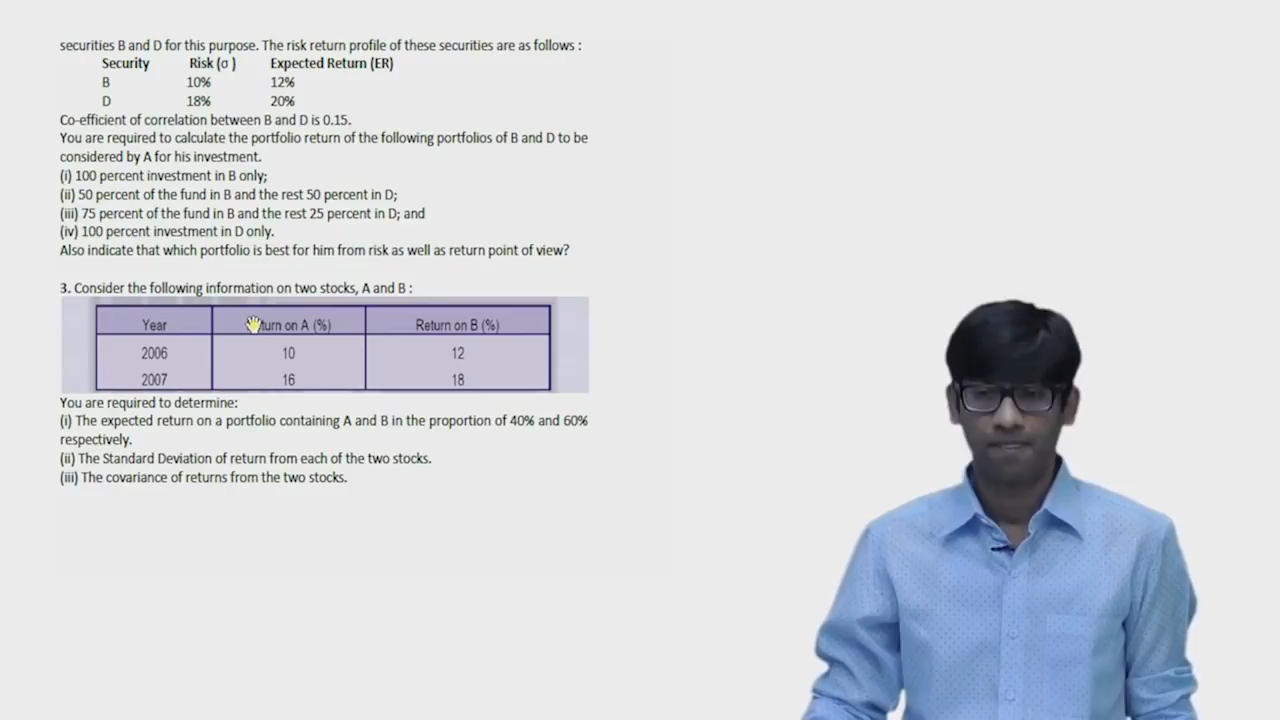 securities B and D for this purpose. The risk return profile of these securities are as follows :
Security Risk (σ ) Expected Return (ER)
B 10% 12%
D 18% 20%
Co-efficient of correlation between B and D is 0.15.
You are required to calculate the portfolio return of the following portfolios of B and D to be
considered by A for his investment.
(i) 100 percent investment in B only;
(ii) 50 percent of the fund in B and the rest 50 percent in D;
(iii) 75 percent of the fund in B and the rest 25 percent in D; and
(iv) 100 percent investment in D only.
Also indicate that which portfolio is best for him from risk as well as return point of view?
3. Consider the following information on two stocks, A and B :
Year on A (%) Return on B (%)
2006 10 12
2007 16 18
You are required to determine:
(i) The expected return on a portfolio containing A and B in the proportion of 40% and 60%
respectively.
(ii) The Standard Deviation of return from each of the two stocks.
(iii) The covariance of returns from the two stocks.